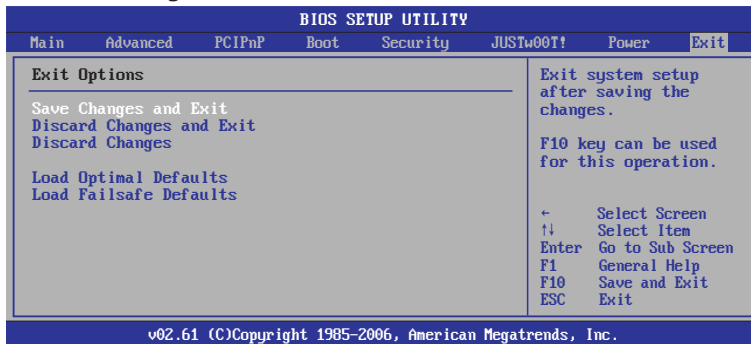 BIOS SETUP UTILITY
Main Advanced PCIPnP Boot Security JUSTw00T! Power Exit
Exit Options
Save Changes and Exit
Discard Changes and Exit
Discard Changes
Load Optimal Defaults
Load Failsafe Defaults
Exit system setup
after saving the
changes.
F10 key can be used
for this operation.
← Select Screen
↑↓ Select Item
Enter Go to Sub Screen
F1 General Help
F10 Save and Exit
ESC Exit
v02.61 (C)Copyright 1985-2006, American Megatrends, Inc.